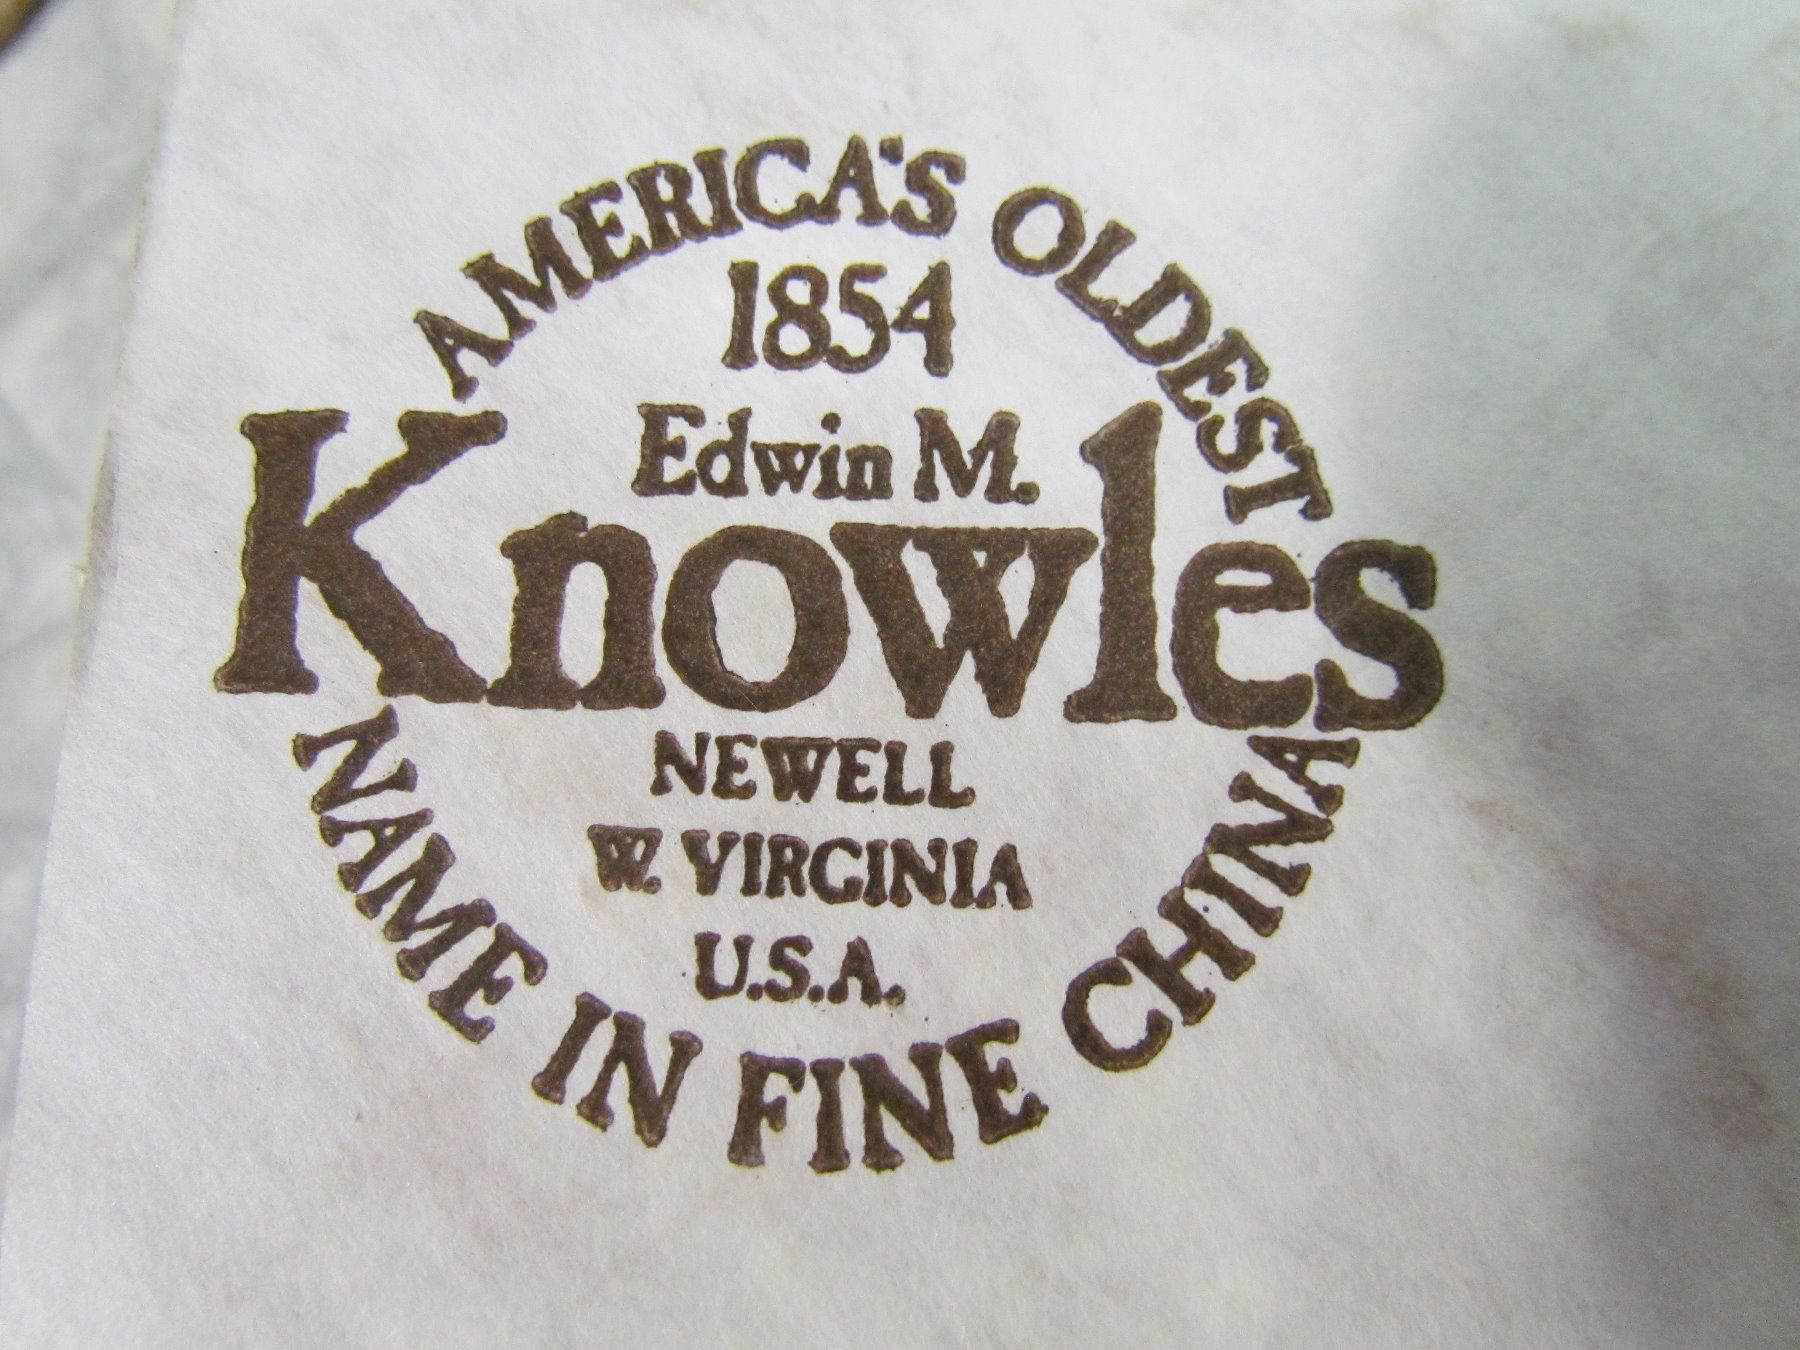 AMERICA'S OLDEST
1854
Edwin M.
Knowles
NEWELL
W. VIRGINIA
U.S.A.
NAME IN FINE CHINA